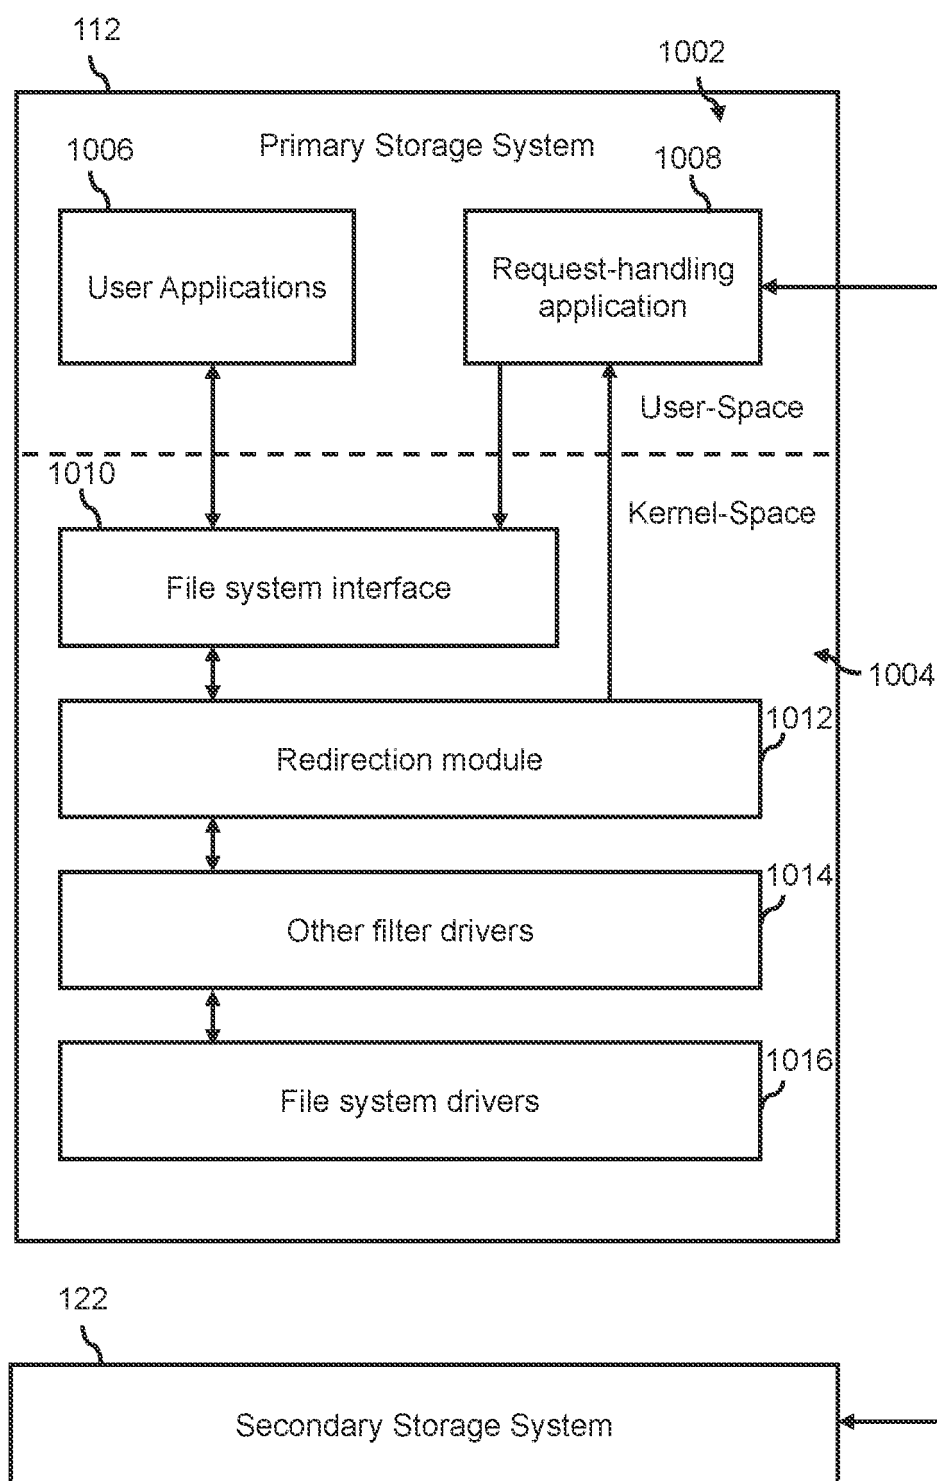 112
1002
Primary Storage System
1006
1008
User Applications
Request-handling
application
User-Space
1010
Kernel-Space
File system interface
1004
1012
Redirection module
1014
Other filter drivers
1016
File system drivers
122
Secondary Storage System